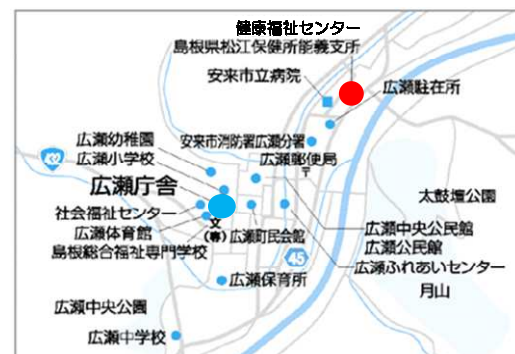 健康福祉センター
島根県松江保健所能義支所
安来市立病院
広瀬駐在所
広瀬幼稚園
安来市消防署広瀬分署
432
広瀬小学校
広瀬郵便局
〒
広瀬庁舎
太鼓壇公園
社会福祉センター
文
広瀬中央公民館
広瀬体育館
(専)
広瀬町民会館
広瀬公民館
島根総合福祉専門学校
45
広瀬ふれあいセンター
広瀬保育所
月山
広瀬中央公園
広瀬中学校